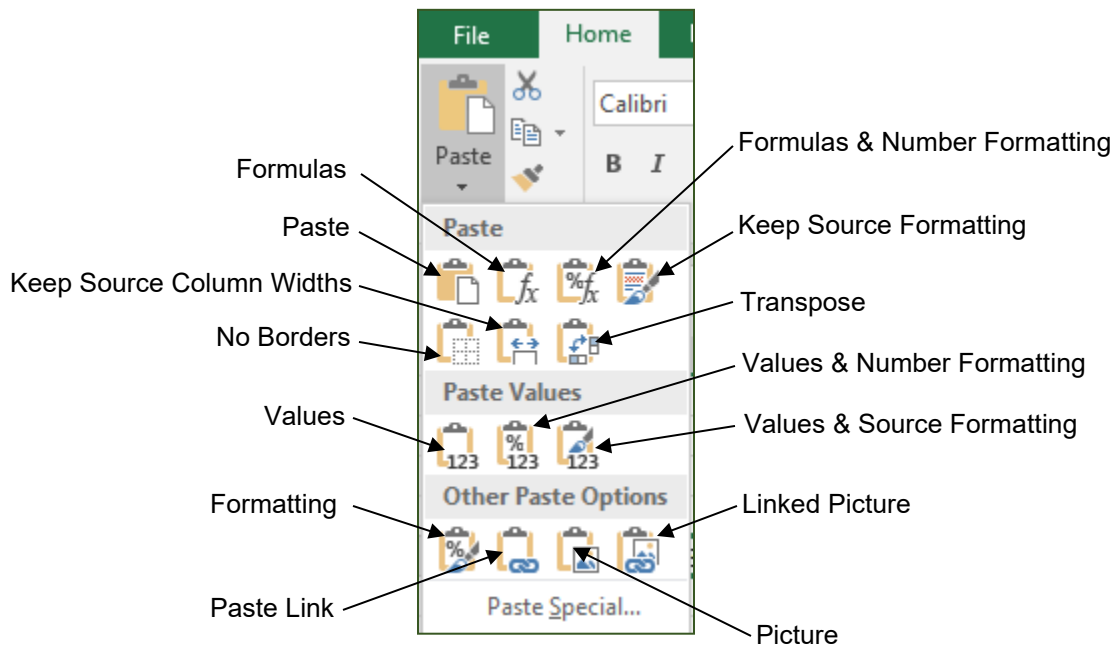 File Home
Calibri
Paste
B I
Formulas & Number Formatting
Formulas
Paste
Paste
Keep Source Formatting
Keep Source Column Widths
Transpose
No Borders
Values & Number Formatting
Paste Values
Values
Values & Source Formatting
123 % 123 123
Other Paste Options
Formatting
Linked Picture
Paste Link
Paste Special...
Picture